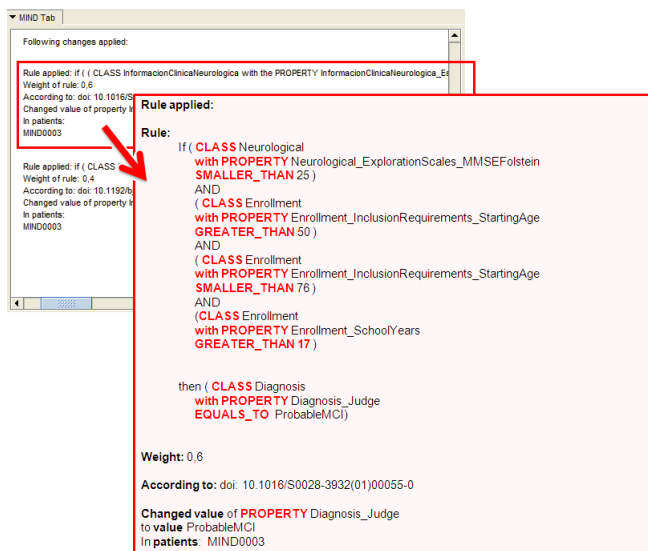 MIND Tab
Following changes applied:
Rule applied: if ( ( CLASS InformacionClinicaNeurologica with the PROPERTY InformacionClinicaNeurologica_Es
Weight of rule: 0,6
According to: doi: 10.1016/S
Changed value of property In
In patients:
MIND0003
Rule applied: if ( CLASS
Weight of rule: 0,4
According to: doi: 10.1192/b
Changed value of property In
In patients:
MIND0003
Rule applied:
Rule:
If ( CLASS Neurological
with PROPERTY Neurological_ExplorationScales_MMSEFolstein
SMALLER_THAN 25 )
AND
( CLASS Enrollment
with PROPERTY Enrollment_InclusionRequirements_StartingAge
GREATER_THAN 50 )
AND
( CLASS Enrollment
with PROPERTY Enrollment_InclusionRequirements_StartingAge
SMALLER_THAN 76 )
AND
(CLASS Enrollment
with PROPERTY Enrollment_SchoolYears
GREATER_THAN 17 )
then ( CLASS Diagnosis
with PROPERTY Diagnosis_Judge
EQUALS_TO ProbableMCI)
Weight: 0,6
According to: doi: 10.1016/S0028-3932(01)00055-0
Changed value of PROPERTY Diagnosis_Judge
to value ProbableMCI
In patients: MIND0003